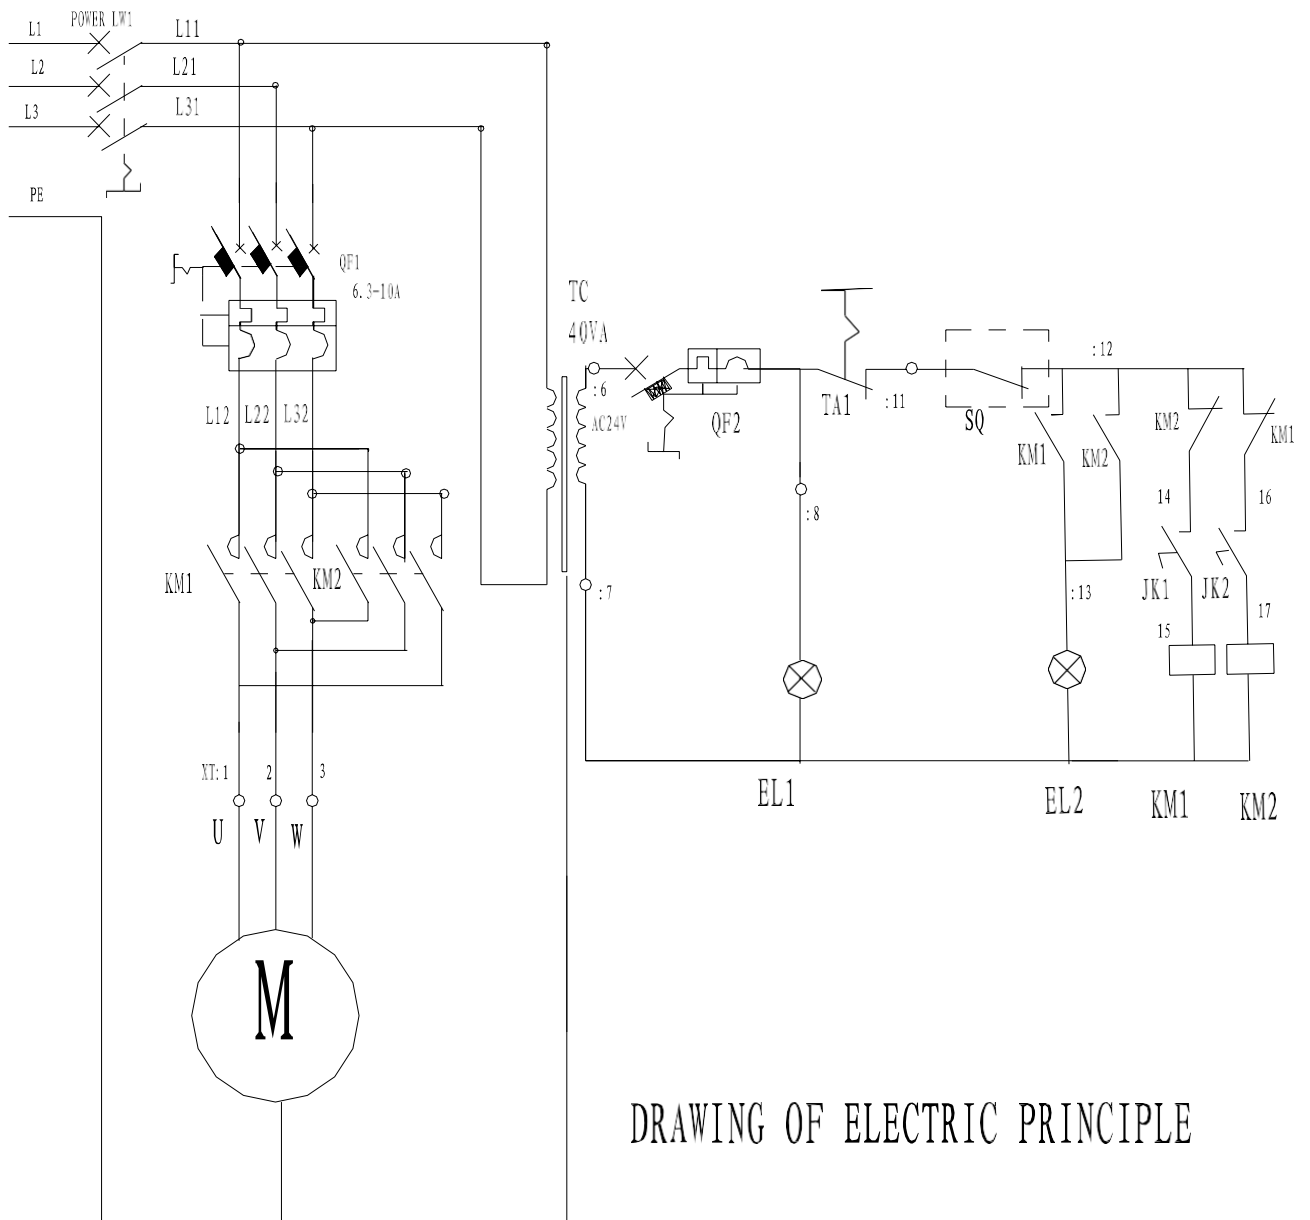 POWER LW1
L1
L11
L2
L21
L3
L31
PE
QF1
6.3-10A
TC
40VA
:6
AC24V
QF2
TA1
:11
SQ
:12
KM1
KM2
KM2
KM1
L12
L22
L32
:8
14
16
KM1
KM2
:7
:13
JK1
JK2
15
17
XT:1
2
3
U
V
W
EL1
EL2
KM1
KM2
M
DRAWING OF ELECTRIC PRINCIPLE